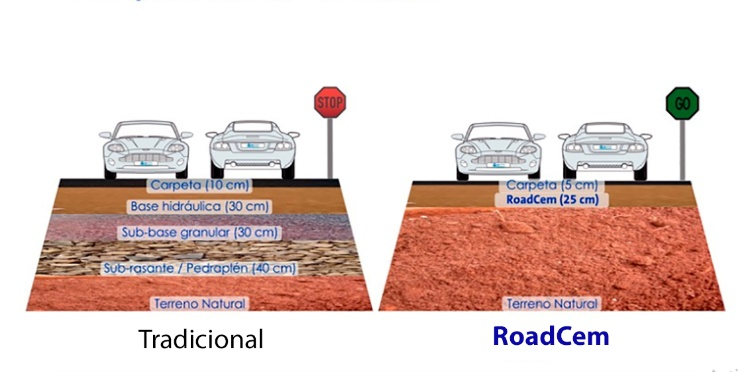 STOP
GO
Carpeta (10 cm)
Base hidráulica (30 cm)
Sub-base granular (30 cm)
Sub-rasante / Pedraplén (40 cm)
Terreno Natural
Carpeta (5 cm)
RoadCem (25 cm)
Terreno Natural
Tradicional
RoadCem